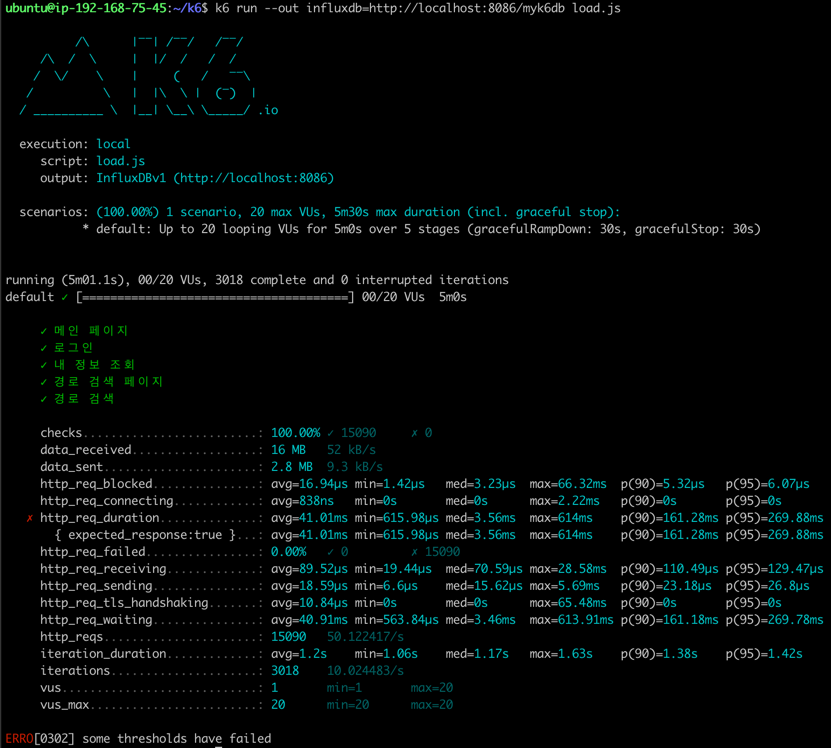 ubuntu@ip-192-168-75-45:~/k6$ k6 run --out influxdb=http://localhost:8086/myk6db load.js
          /\      |‾‾| /‾‾/   /‾‾/
     /\  /  \     |  |/  /   /  /
    /  \/    \    |     (   /   ‾‾\
   /          \   |  |\  \ |  (‾)  |
  / __________ \  |__| \__\ \_____/ .io
  execution: local
     script: load.js
     output: InfluxDBv1 (http://localhost:8086)
  scenarios: (100.00%) 1 scenario, 20 max VUs, 5m30s max duration (incl. graceful stop):
           * default: Up to 20 looping VUs for 5m0s over 5 stages (gracefulRampDown: 30s, gracefulStop: 30s)
running (5m01.1s), 00/20 VUs, 3018 complete and 0 interrupted iterations
default ✓ [======================================] 00/20 VUs  5m0s
     ✓ 메인 페이지
     ✓ 로그인
     ✓ 내 정보 조회
     ✓ 경로 검색 페이지
     ✓ 경로 검색
     checks.........................: 100.00% ✓ 15090     ✗ 0
     data_received..................: 16 MB   52 kB/s
     data_sent......................: 2.8 MB  9.3 kB/s
     http_req_blocked...............: avg=16.94µs min=1.42µs   med=3.23µs  max=66.32ms  p(90)=5.32µs   p(95)=6.07µs
     http_req_connecting............: avg=838ns   min=0s       med=0s      max=2.22ms   p(90)=0s       p(95)=0s
   ✗ http_req_duration..............: avg=41.01ms min=615.98µs med=3.56ms  max=614ms    p(90)=161.28ms p(95)=269.88ms
       { expected_response:true }...: avg=41.01ms min=615.98µs med=3.56ms  max=614ms    p(90)=161.28ms p(95)=269.88ms
     http_req_failed................: 0.00%   ✓ 0         ✗ 15090
     http_req_receiving.............: avg=89.52µs min=19.44µs  med=70.59µs max=28.58ms  p(90)=110.49µs p(95)=129.47µs
     http_req_sending...............: avg=18.59µs min=6.6µs    med=15.62µs max=5.69ms   p(90)=23.18µs  p(95)=26.8µs
     http_req_tls_handshaking.......: avg=10.84µs min=0s       med=0s      max=65.48ms  p(90)=0s       p(95)=0s
     http_req_waiting...............: avg=40.91ms min=563.84µs med=3.46ms  max=613.91ms p(90)=161.18ms p(95)=269.78ms
     http_reqs......................: 15090   50.122417/s
     iteration_duration.............: avg=1.2s    min=1.06s    med=1.17s   max=1.63s    p(90)=1.38s    p(95)=1.42s
     iterations.....................: 3018    10.024483/s
     vus............................: 1       min=1       max=20
     vus_max........................: 20      min=20      max=20
ERRO[0302] some thresholds have failed